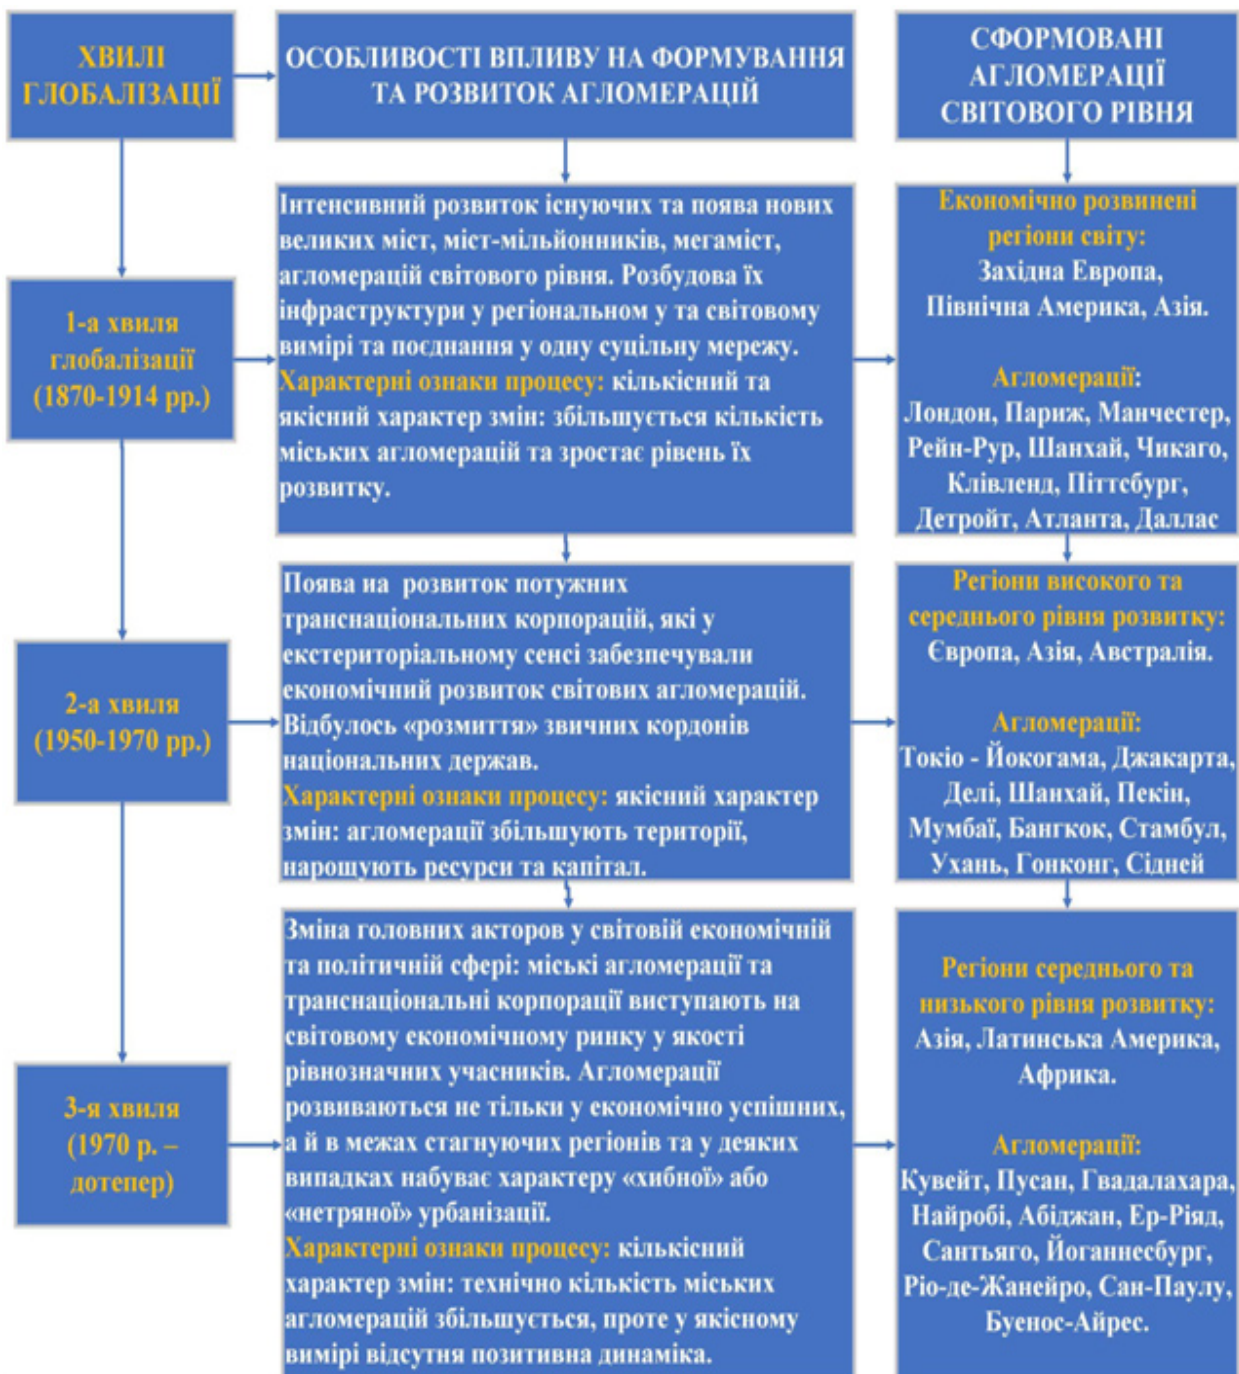 ХВИЛІ
ГЛОБАЛІЗАЦІЇ
ОСОБЛИВОСТІ ВПЛИВУ НА ФОРМУВАННЯ
ТА РОЗВИТОК АГЛОМЕРАЦІЙ
СФОРМОВАНІ
АГЛОМЕРАЦІЇ
СВІТОВОГО РІВНЯ
1-а хвиля
глобалізації
(1870-1914 рр.)
Інтенсивний розвиток існуючих та поява нових
великих міст, міст-мільйонників, мегаміст,
агломерацій світового рівня. Розбудова їх
інфраструктури у регіональном у та світовому
вимірі та поєднання у одну суцільну мережу.
Характерні ознаки процесу: кількісний та
якісний характер змін: збільшується кількість
міських агломерацій та зростає рівень їх
розвитку.
Економічно розвинені
регіони світу:
Західна Европа,
Північна Америка, Азія.
Агломерації:
Лондон, Париж, Манчестер,
Рейн-Рур, Шанхай, Чикаго,
Клівленд, Піттсбург,
Детройт, Атланта, Даллас
2-а хвиля
(1950-1970 рр.)
Поява на розвиток потужних
транснаціональних корпорацій, які у
екстериторіальному сенсі забезпечували
економічний розвиток світових агломерацій.
Відбулось «розмиття» звичних кордонів
національних держав.
Характерні ознаки процесу: якісний характер
змін: агломерації збільшують території,
нарощують ресурси та капітал.
Регіони високого та
середнього рівня розвитку:
Європа, Азія, Австралія.
Агломерації:
Токіо - Йокогама, Джакарта,
Делі, Шанхай, Пекін,
Мумбаї, Бангкок, Стамбул,
Ухань, Гонконг, Сідней
3-я хвиля
(1970 р. –
дотепер)
Зміна головних акторів у світовій економічній
та політичній сфері: міські агломерації та
транснаціональні корпорації виступають на
світовому економічному ринку у якості
рівнозначних учасників. Агломерації
розвиваються не тільки у економічно успішних,
а й в межах стагнуючих регіонів та у деяких
випадках набуває характеру «хибної» або
«нетряної» урбанізації.
Характерні ознаки процесу: кількісний
характер змін: технічно кількість міських
агломерацій збільшується, проте у якісному
вимірі відсутня позитивна динаміка.
Регіони середнього та
низького рівня розвитку:
Азія, Латинська Америка,
Африка.
Агломерації:
Кувейт, Пусан, Гвадалахара,
Найробі, Абіджан, Ер-Ріяд,
Сантьяго, Йоганнесбург,
Ріо-де-Жанейро, Сан-Паулу,
Буенос-Айрес.